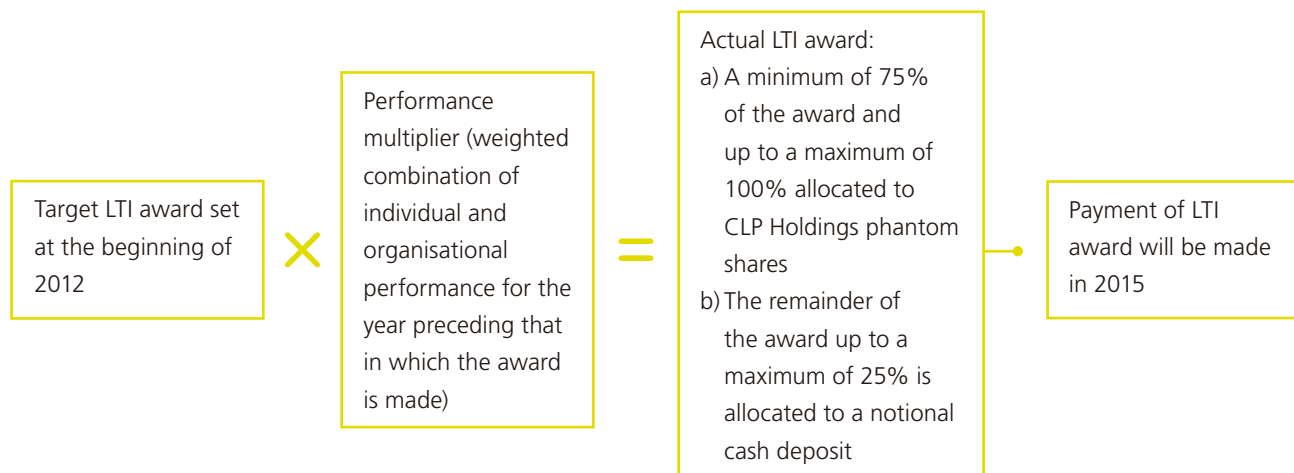 Target LTI award set
at the beginning of
2012
×
Performance
multiplier (weighted
combination of
individual and
organisational
performance for the
year preceding that
in which the award
is made)
=
Actual LTI award:
a) A minimum of 75%
of the award and
up to a maximum of
100% allocated to
CLP Holdings phantom
shares
b) The remainder of
the award up to a
maximum of 25% is
allocated to a notional
cash deposit
Payment of LTI
award will be made
in 2015